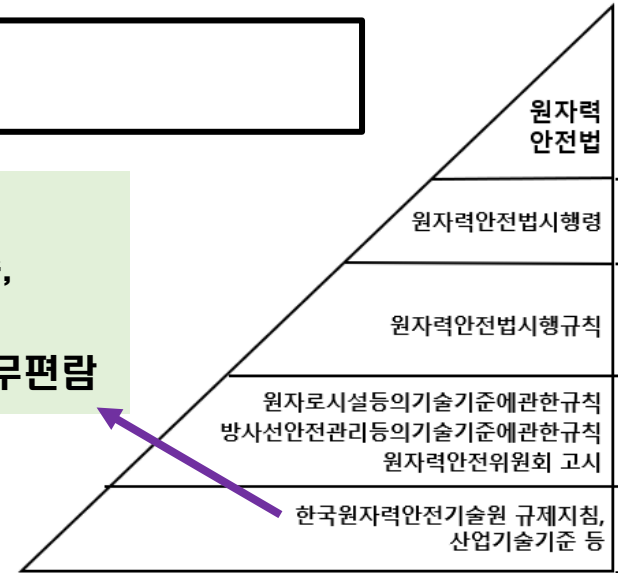 원자력
안전법
원자력안전법시행령
원자력안전법시행규칙
원자로시설등의기술기준에관한규칙
방사선안전관리등의기술기준에관한규칙
원자력안전위원회 고시
한국원자력안전기술원 규제지침,
산업기술기준 등
무편람